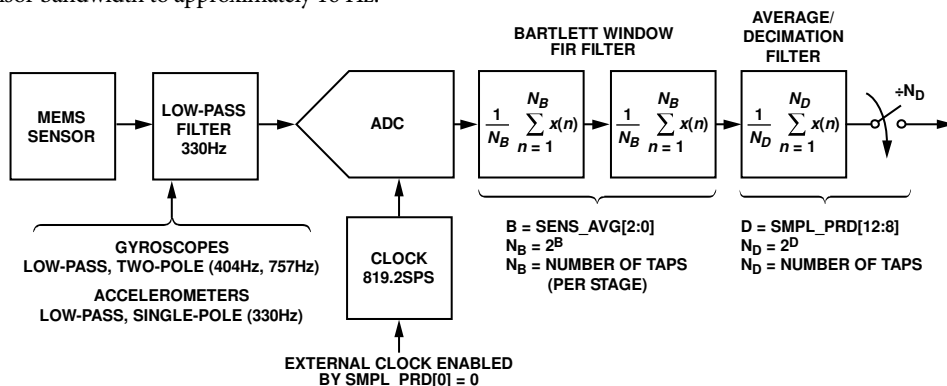 sor bandwidth to approximately 16 Hz.
BARTLETT WINDOW
FIR FILTER
AVERAGE/
DECIMATION
FILTER
MEMS
SENSOR
LOW-PASS
FILTER
330Hz
ADC
1/N_B N_B ∑ n = 1 x(n)
1/N_B N_B ∑ n = 1 x(n)
1/N_D N_D ∑ n = 1 x(n)
÷N_D
GYROSCOPES
LOW-PASS, TWO-POLE (404Hz, 757Hz)
ACCELEROMETERS
LOW-PASS, SINGLE-POLE (330Hz)
CLOCK
819.2SPS
EXTERNAL CLOCK ENABLED
BY SMPL_PRD[0] = 0
B = SENS_AVG[2:0]
N_B = 2^B
N_B = NUMBER OF TAPS
(PER STAGE)
D = SMPL_PRD[12:8]
N_D = 2^D
N_D = NUMBER OF TAPS